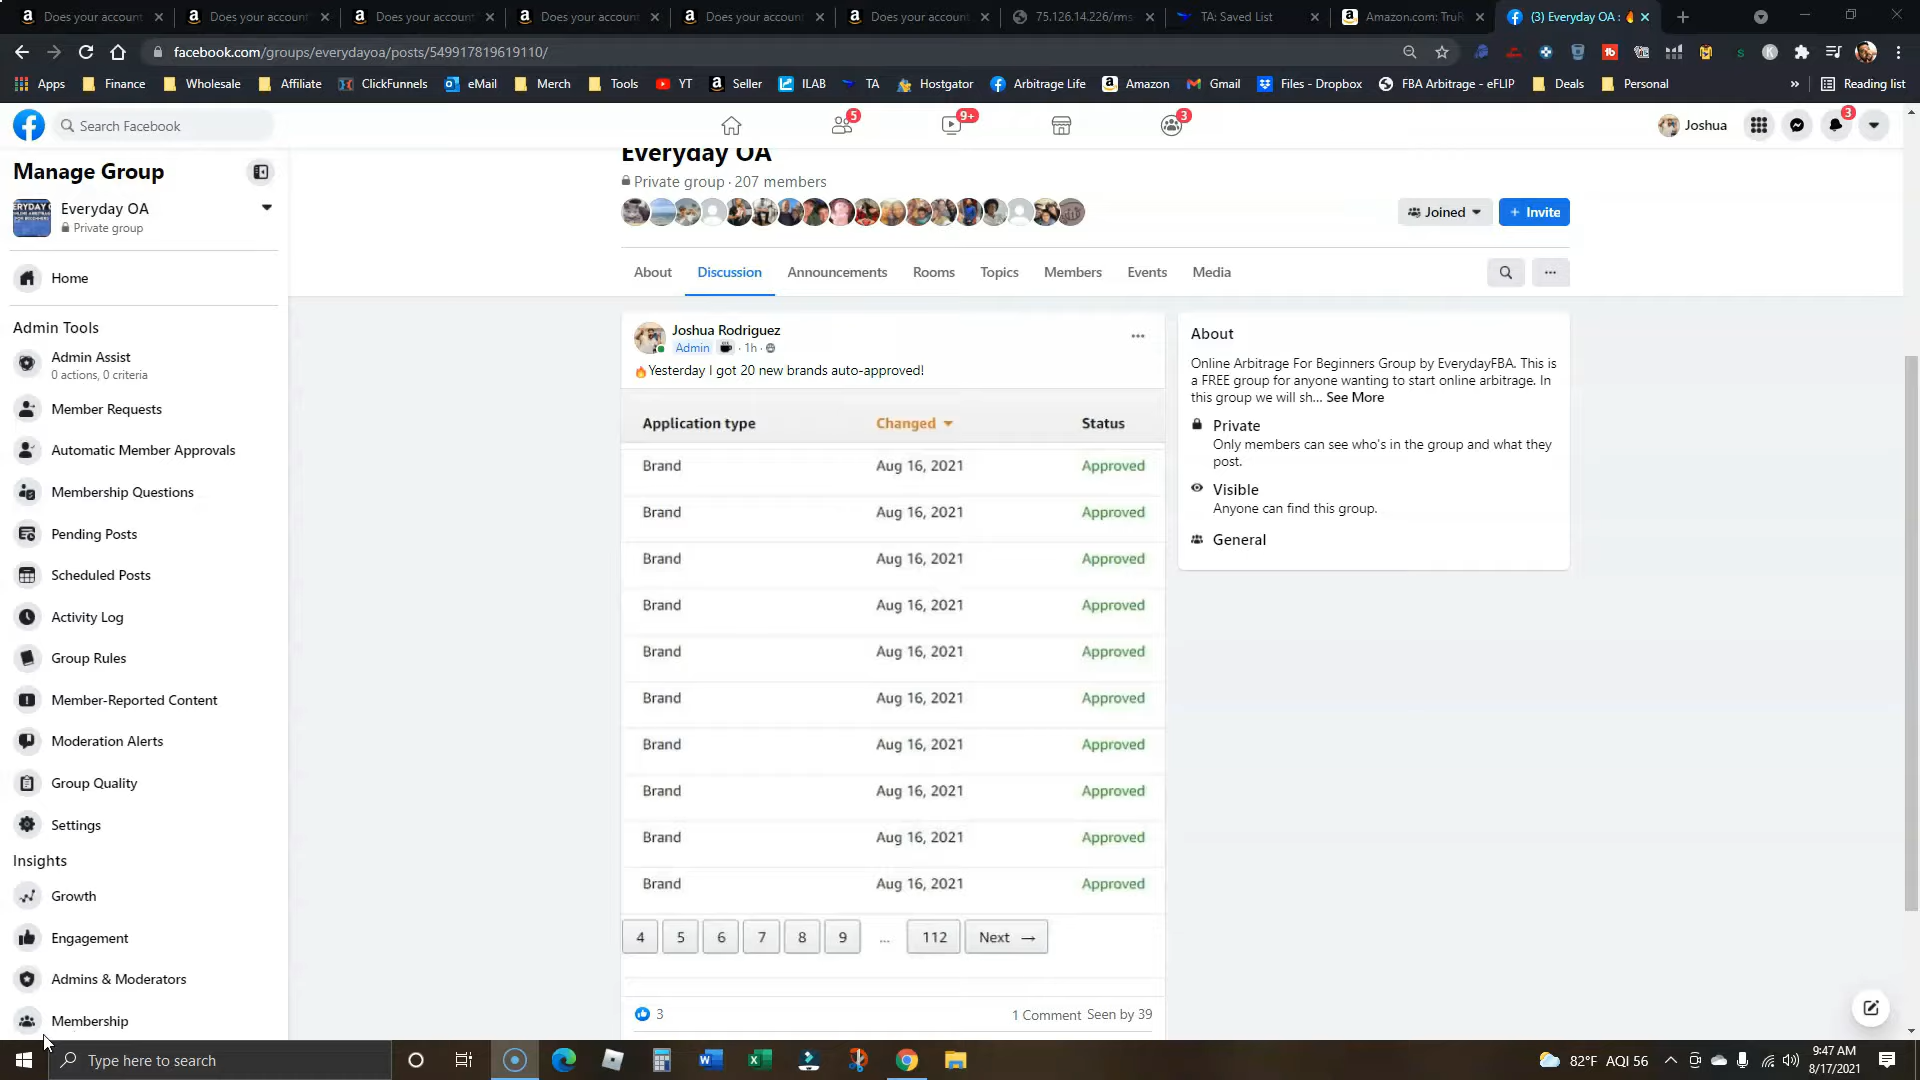 Does your account
Does your account
Does your account
Does your account
Does your account
Does your account
75.126.14.226/rms
TA: Saved List
Amazon.com: TruR
(3) Everyday OA :
facebook.com/groups/everydayoa/posts/549917819619110/
Apps
Finance
Wholesale
Affiliate
ClickFunnels
eMail
Merch
Tools
YT
Seller
ILAB
TA
Hostgator
Arbitrage Life
Amazon
Gmail
Files - Dropbox
FBA Arbitrage - eFLIP
Deals
Personal
»
Reading list
Search Facebook
5
9+
3
Joshua
3
Manage Group
Everyday OA
Private group
Home
Admin Tools
Admin Assist
0 actions, 0 criteria
Member Requests
Automatic Member Approvals
Membership Questions
Pending Posts
Scheduled Posts
Activity Log
Group Rules
Member-Reported Content
Moderation Alerts
Group Quality
Settings
Insights
Growth
Engagement
Admins & Moderators
Membership
Everyday OA
Private group · 207 members
Joined
+ Invite
About
Discussion
Announcements
Rooms
Topics
Members
Events
Media
Joshua Rodriguez
Admin · 1h ·
Yesterday I got 20 new brands auto-approved!
Application type Changed Status
Brand Aug 16, 2021 Approved
Brand Aug 16, 2021 Approved
Brand Aug 16, 2021 Approved
Brand Aug 16, 2021 Approved
Brand Aug 16, 2021 Approved
Brand Aug 16, 2021 Approved
Brand Aug 16, 2021 Approved
Brand Aug 16, 2021 Approved
Brand Aug 16, 2021 Approved
Brand Aug 16, 2021 Approved
4 5 6 7 8 9 ... 112 Next →
3
1 Comment Seen by 39
About
Online Arbitrage For Beginners Group by EverydayFBA. This is
a FREE group for anyone wanting to start online arbitrage. In
this group we will sh... See More
Private
Only members can see who's in the group and what they
post.
Visible
Anyone can find this group.
General
Type here to search
82°F AQI 56
9:47 AM
8/17/2021